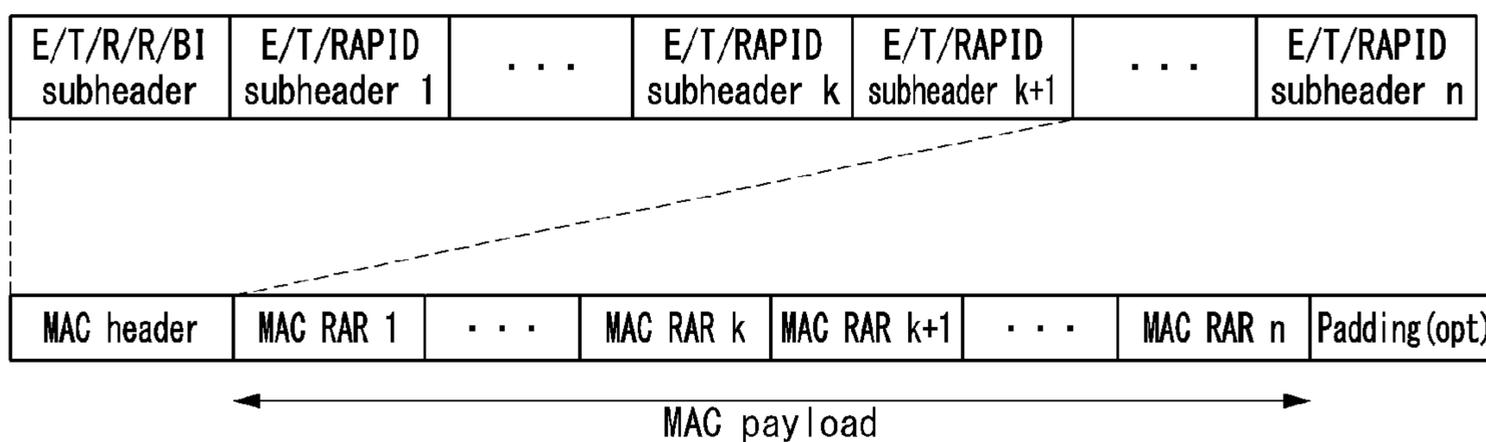 E/T/R/R/BI subheader
E/T/RAPID subheader 1
· · ·
E/T/RAPID subheader k
E/T/RAPID subheader k+1
· · ·
E/T/RAPID subheader n
MAC header
MAC RAR 1
· · ·
MAC RAR k
MAC RAR k+1
· · ·
MAC RAR n
Padding(opt)
MAC payload